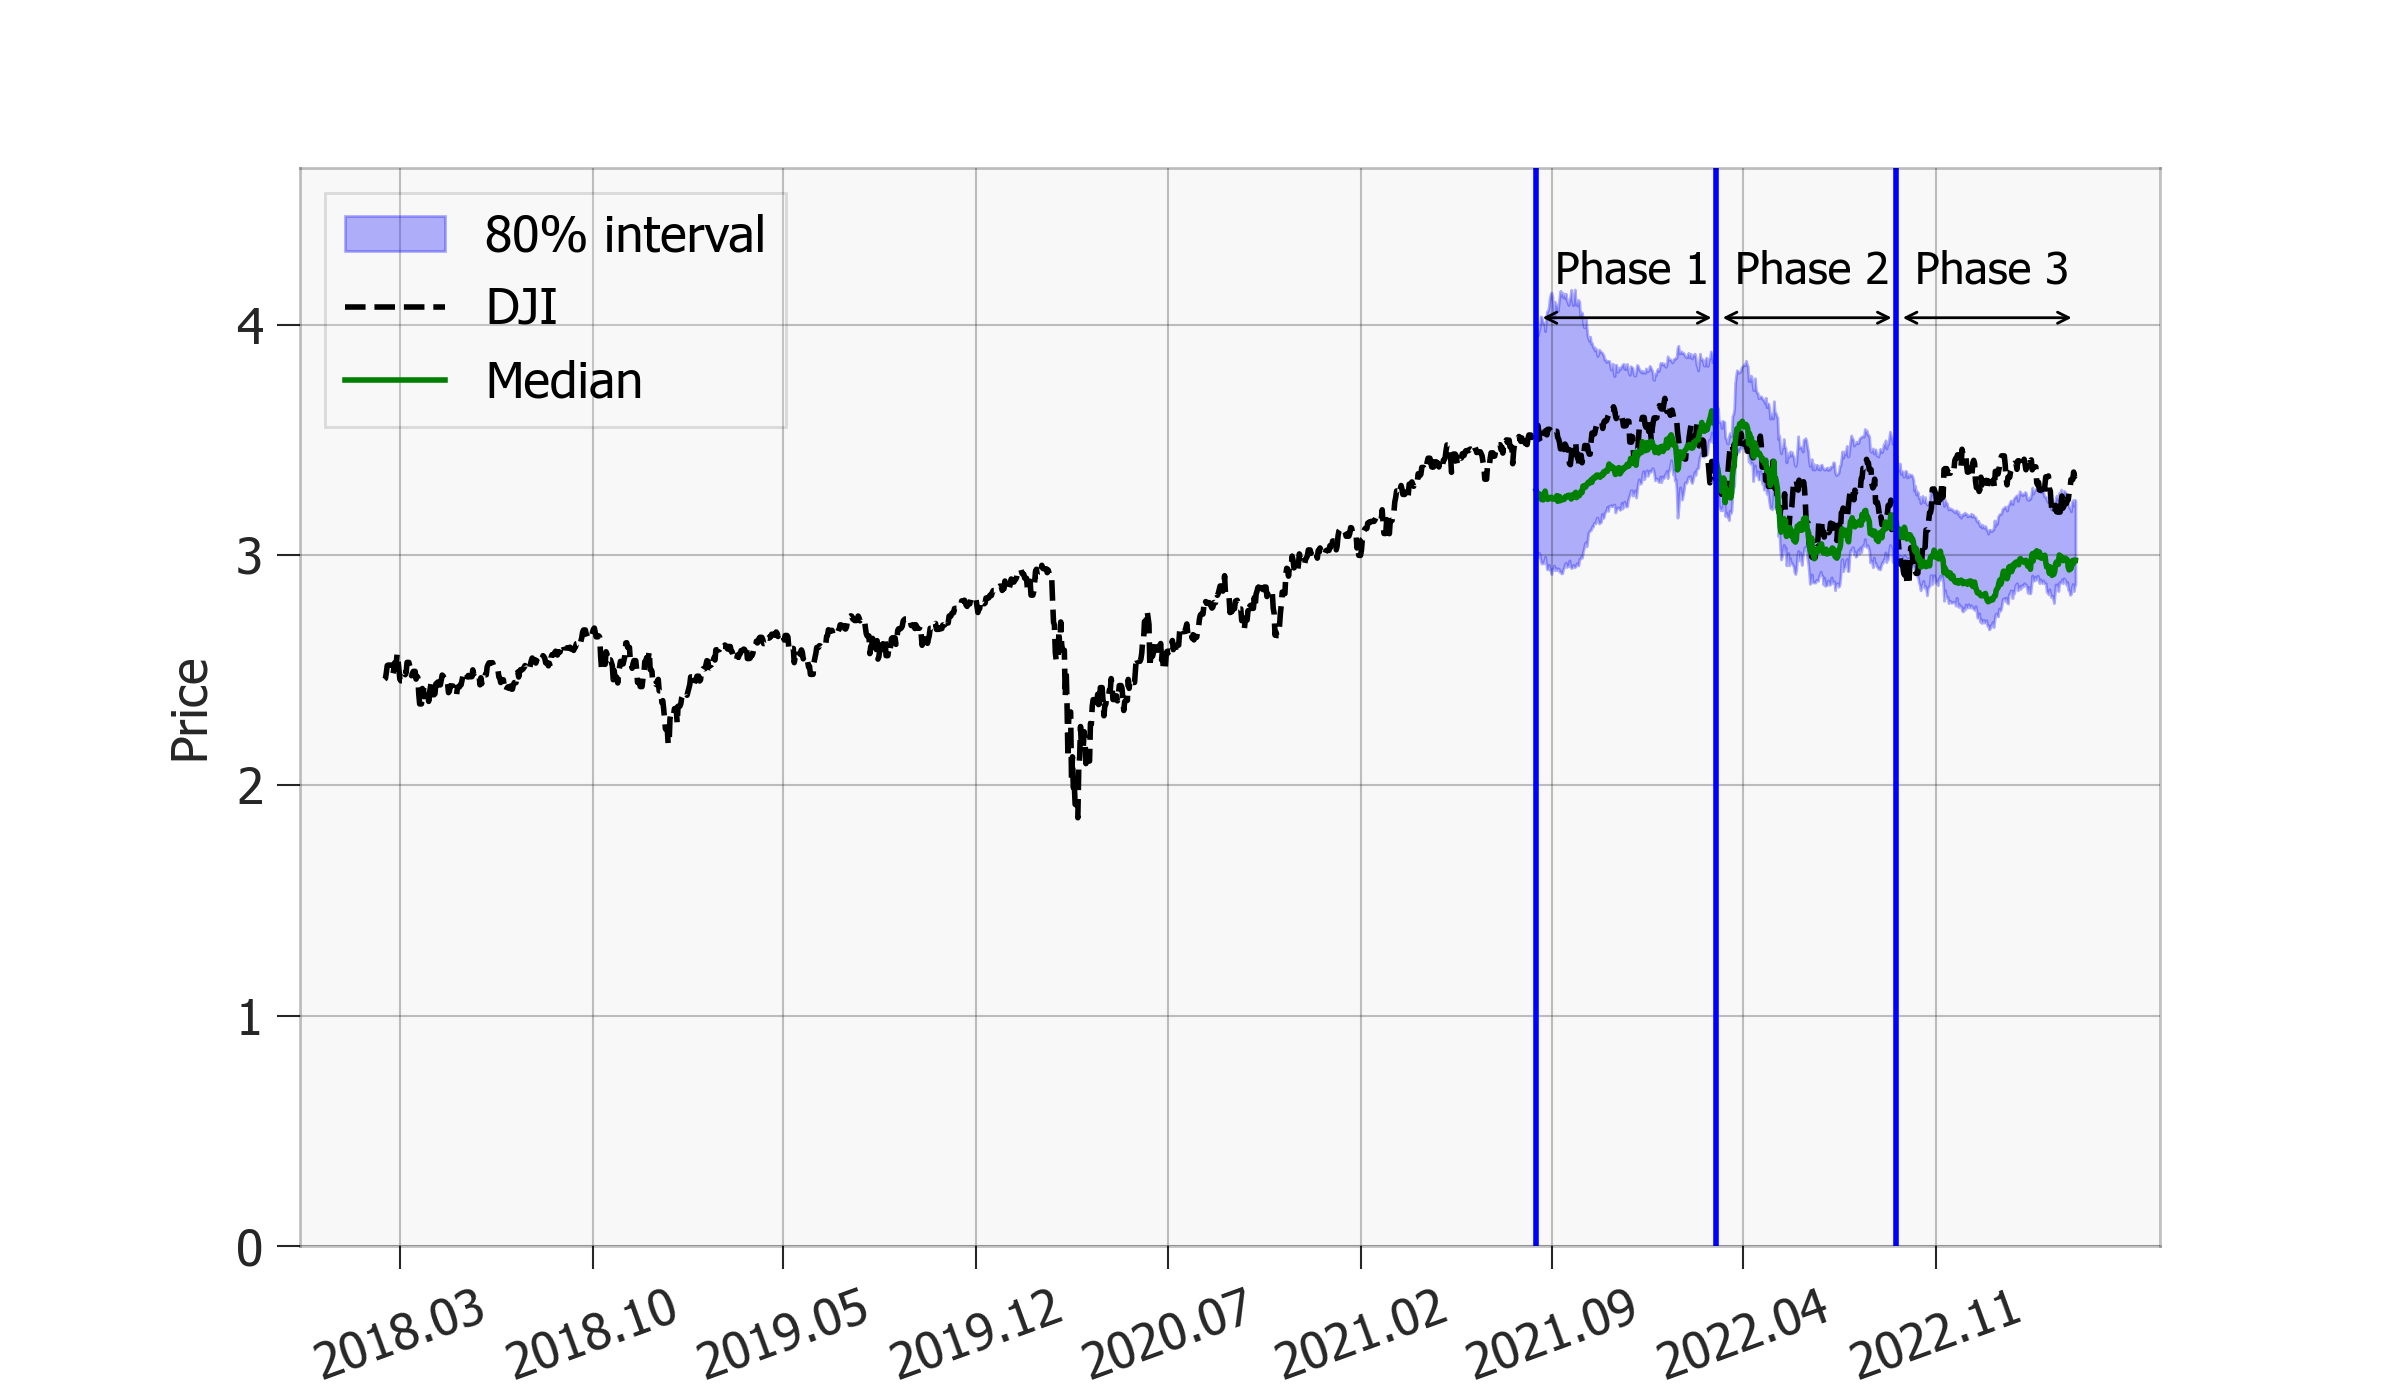 80% interval
DJI
Median
Phase 1
Phase 2
Phase 3
Price
4
3
2
1
0
2018.03
2018.10
2019.05
2019.12
2020.07
2021.02
2021.09
2022.04
2022.11